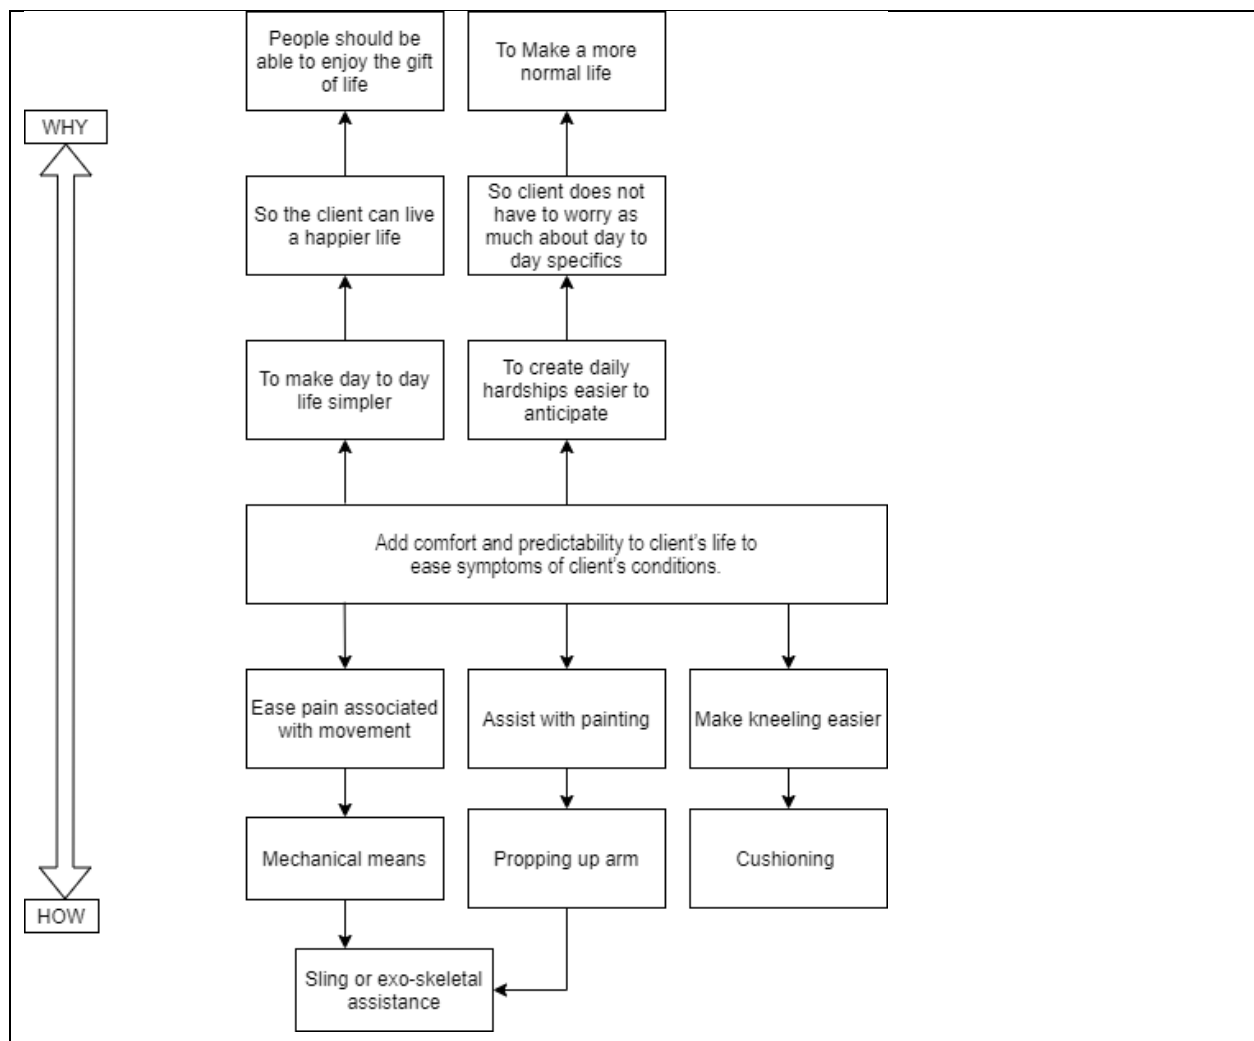 People should be
able to enjoy the gift
of life
To Make a more
normal life
WHY
So the client can live
a happier life
So client does not
have to worry as
much about day to
day specifics
To make day to day
life simpler
To create daily
hardships easier to
anticipate
Add comfort and predictability to client's life to
ease symptoms of client's conditions.
Ease pain associated
with movement
Assist with painting
Make kneeling easier
Mechanical means
Propping up arm
Cushioning
HOW
Sling or exo-skeletal
assistance